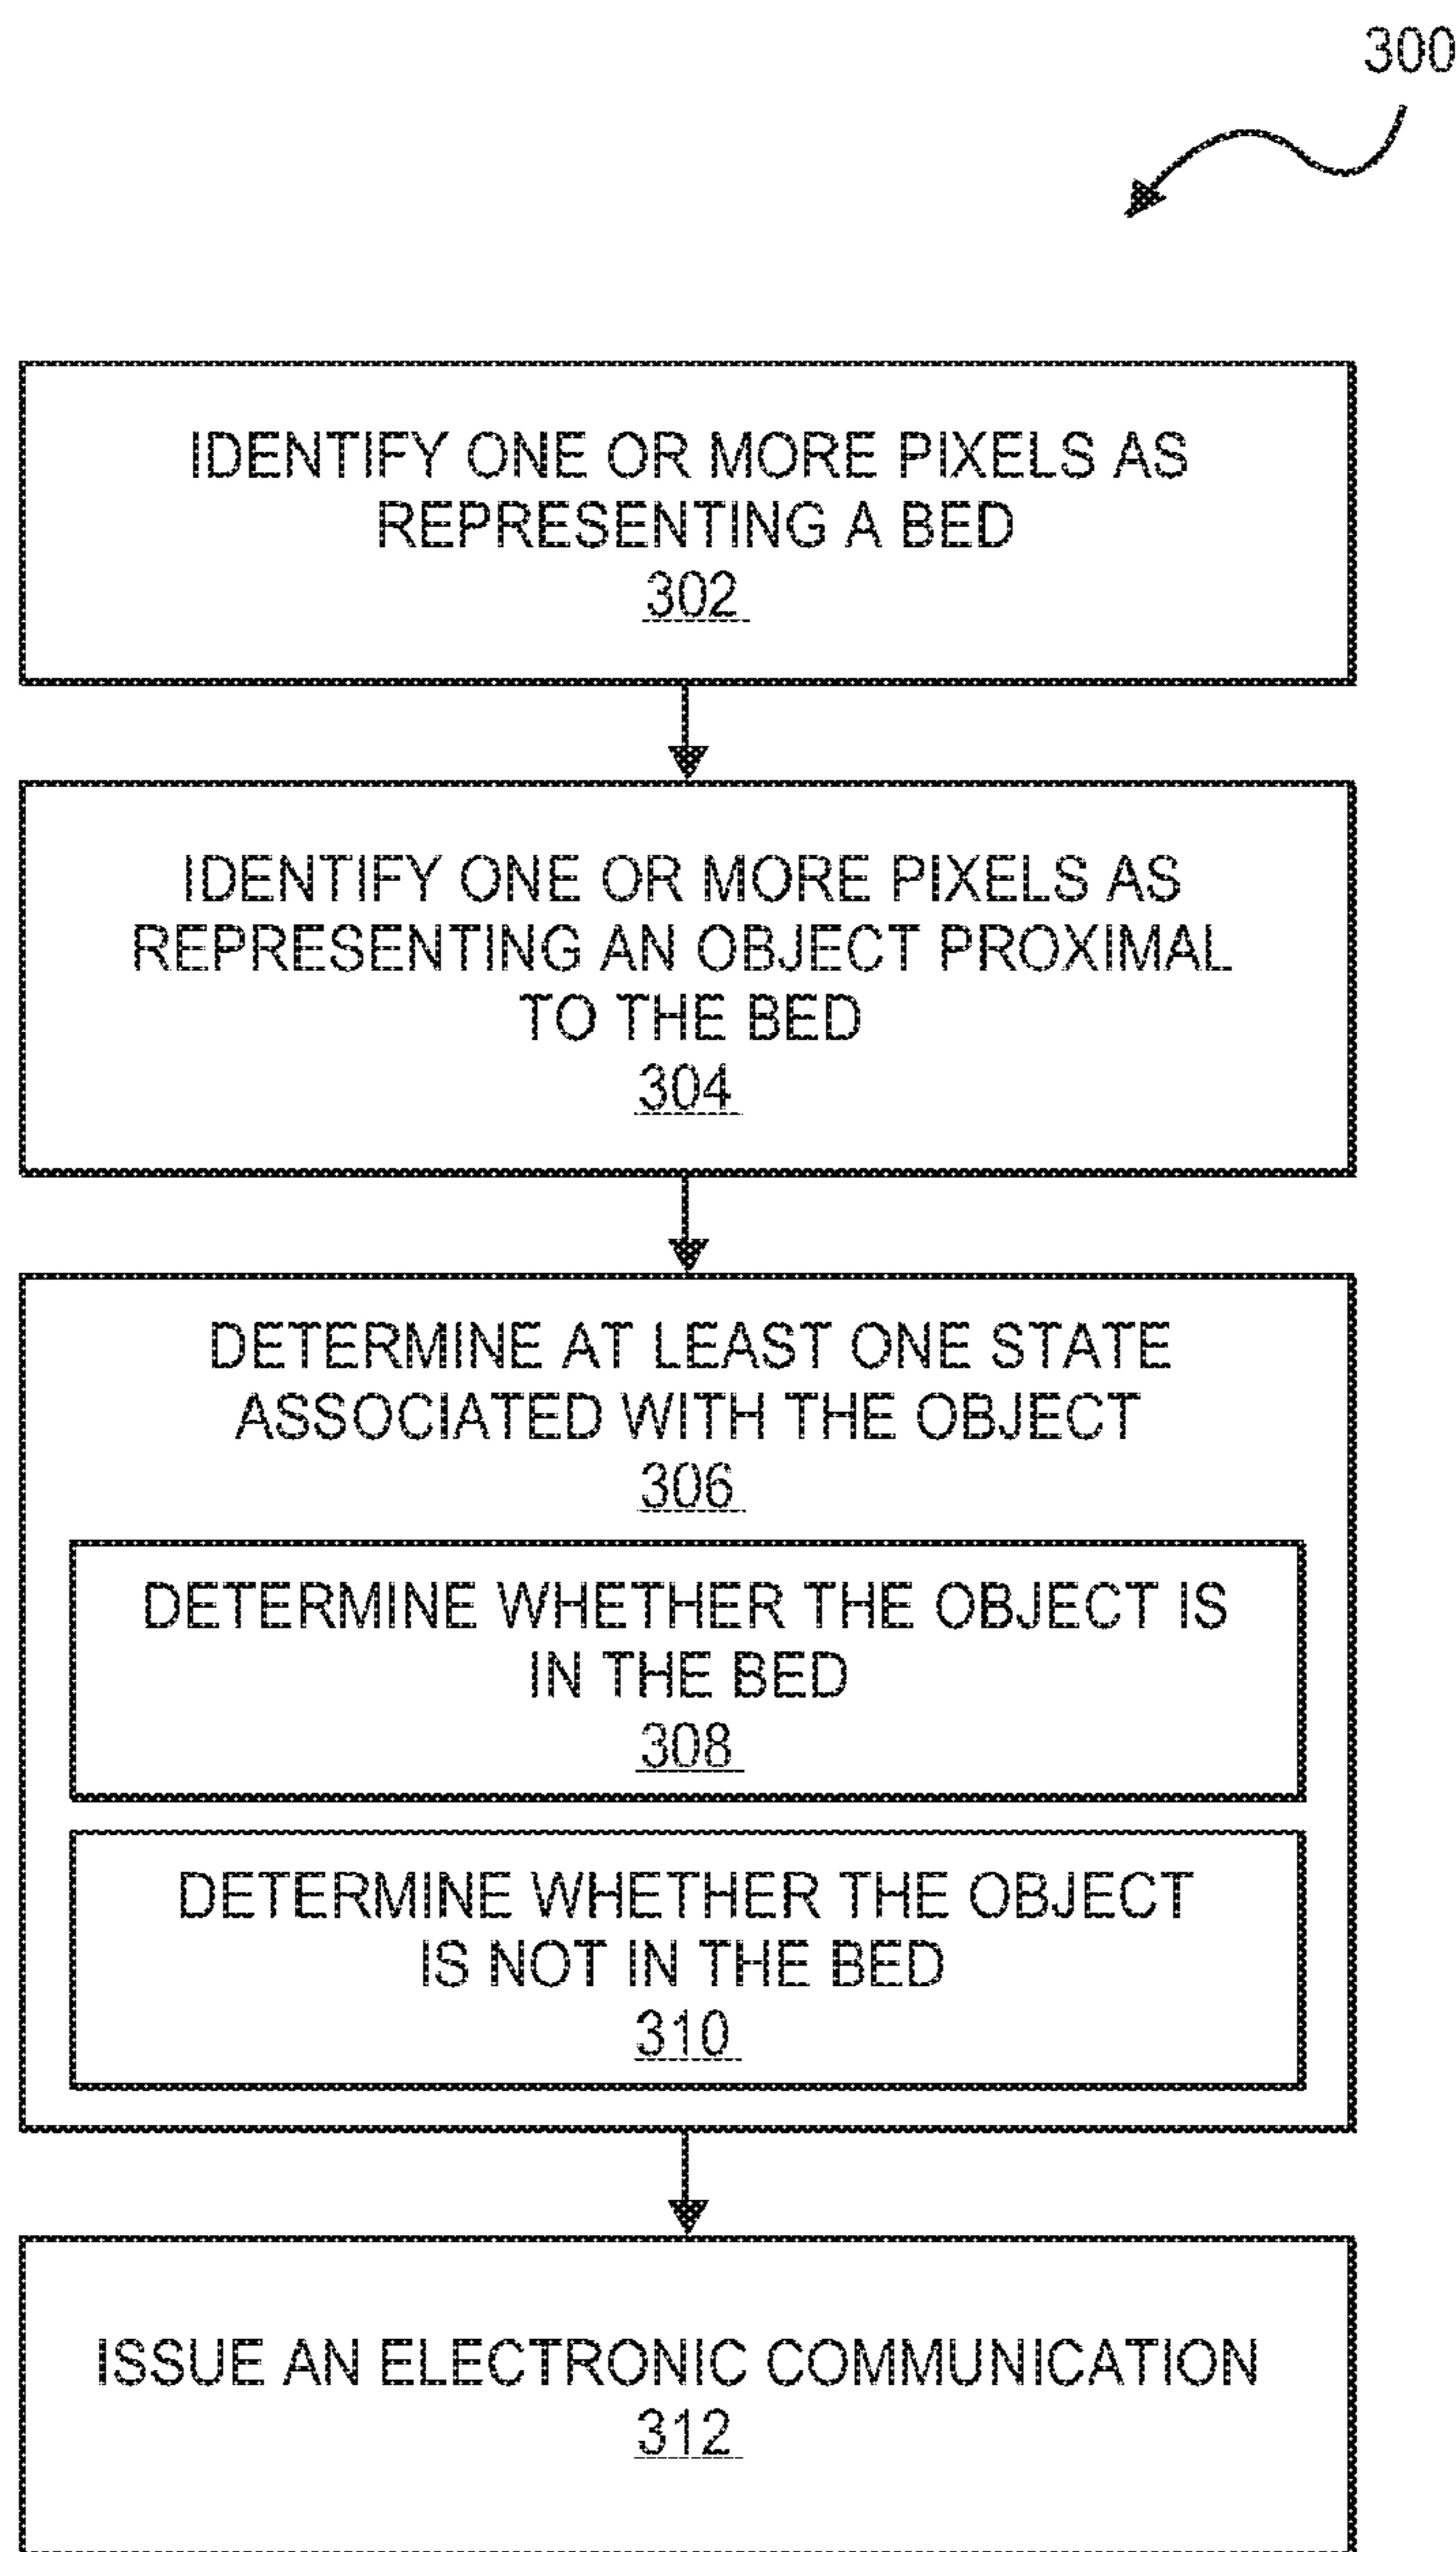 300
IDENTIFY ONE OR MORE PIXELS AS
REPRESENTING A BED
302
IDENTIFY ONE OR MORE PIXELS AS
REPRESENTING AN OBJECT PROXIMAL
TO THE BED
304
DETERMINE AT LEAST ONE STATE
ASSOCIATED WITH THE OBJECT
306
DETERMINE WHETHER THE OBJECT IS
IN THE BED
308
DETERMINE WHETHER THE OBJECT
IS NOT IN THE BED
310
ISSUE AN ELECTRONIC COMMUNICATION
312